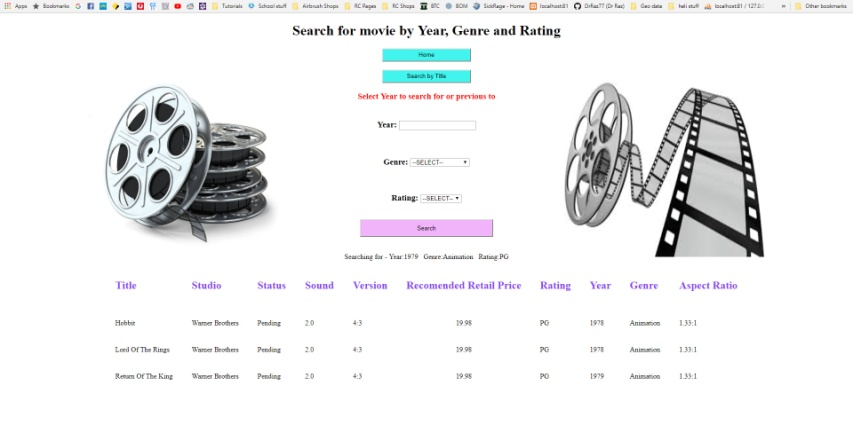 Apps Bookmarks Tutorials School stuff Airbrush Shops RC Pages RC Shops BTC BOM SickRage - Home localhost:81 DrRaz77 (Dr Raz) Geo data heli stuff localhost:81 / 127.0.0 » Other bookmarks
Search for movie by Year, Genre and Rating
Home
Search by Title
Select Year to search for or previous to
Year:
Genre: --SELECT--
Rating: --SELECT--
Search
Searching for - Year:1979 Genre:Animation Rating:PG
Title Studio Status Sound Version Recomended Retail Price Rating Year Genre Aspect Ratio
Hobbit Warner Brothers Pending 2.0 4:3 19.98 PG 1978 Animation 1.33:1
Lord Of The Rings Warner Brothers Pending 2.0 4:3 19.98 PG 1978 Animation 1.33:1
Return Of The King Warner Brothers Pending 2.0 4:3 19.98 PG 1979 Animation 1.33:1